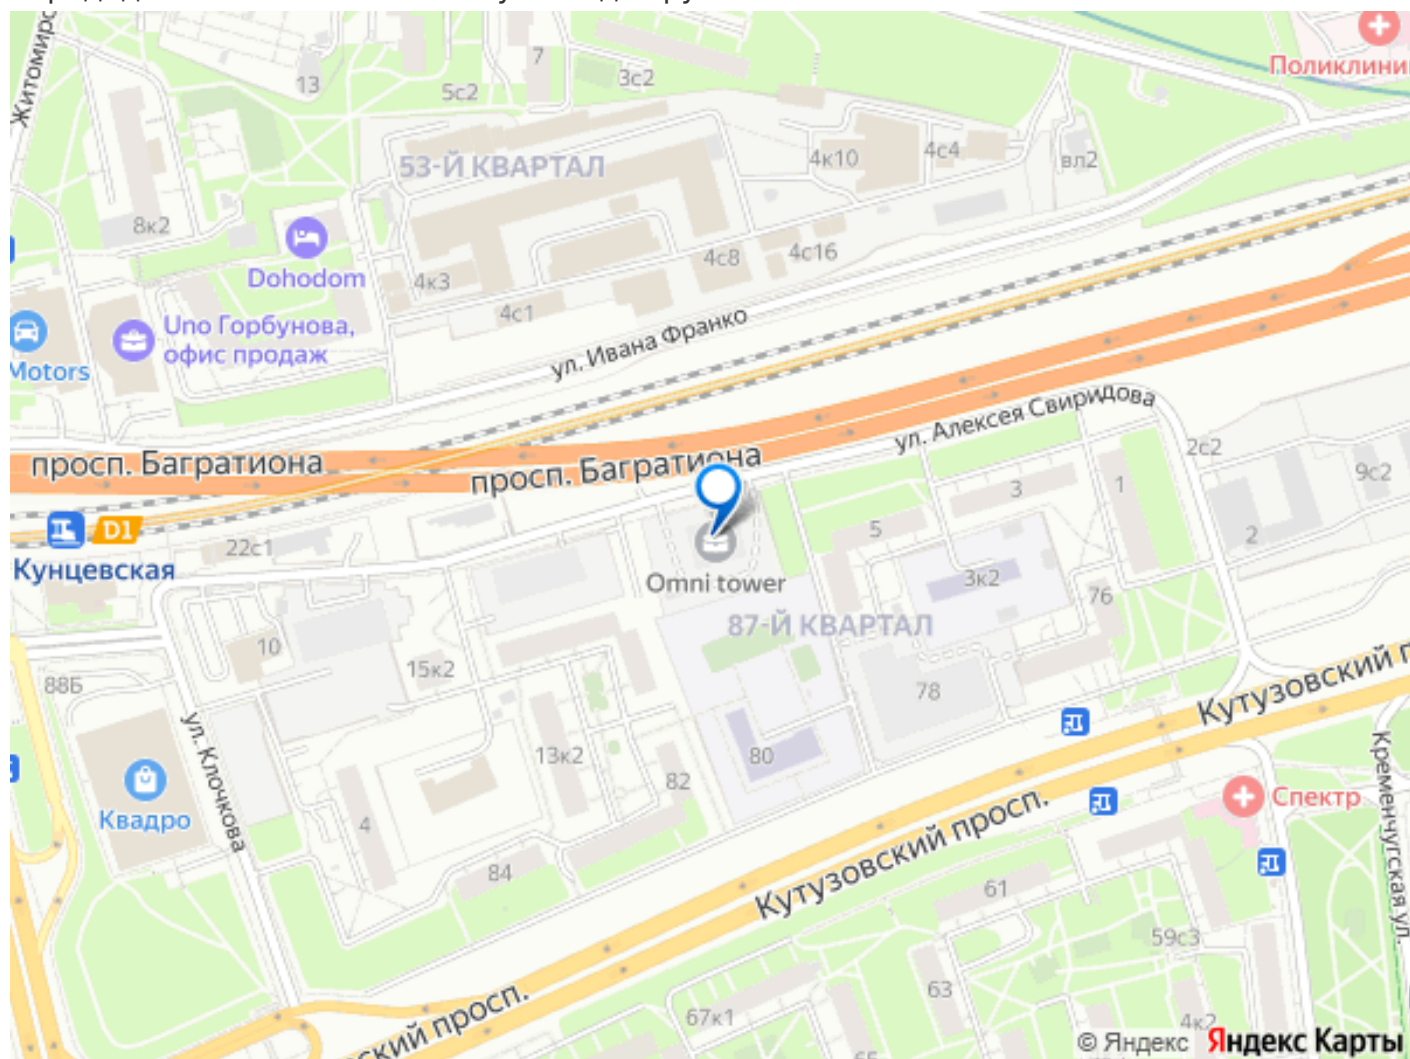 Житомирс
13
7
5с2
3с2
Поликлини
53-Й КВАРТАЛ
4к10
4с4
вл2
8к2
Dohodom
4к3
4с8
4с16
4с1
Uno Горбунова,
офис продаж
Motors
ул. Ивана Франко
ул. Алексея Свиридова
просп. Багратиона
просп. Багратиона
2с2
9с2
3
1
5
2
D1
Кунцевская
22с1
Omni tower
3к2
76
87-Й КВАРТАЛ
10
15к2
88Б
78
Кутузовский п
ул. Клочкова
13к2
80
82
Квадро
4
84
Спектр
Кременчугская ул.
Кутузовский просп.
61
59с3
63
67к1
4к2
ский просп.
© Яндекс Яндекс Карты